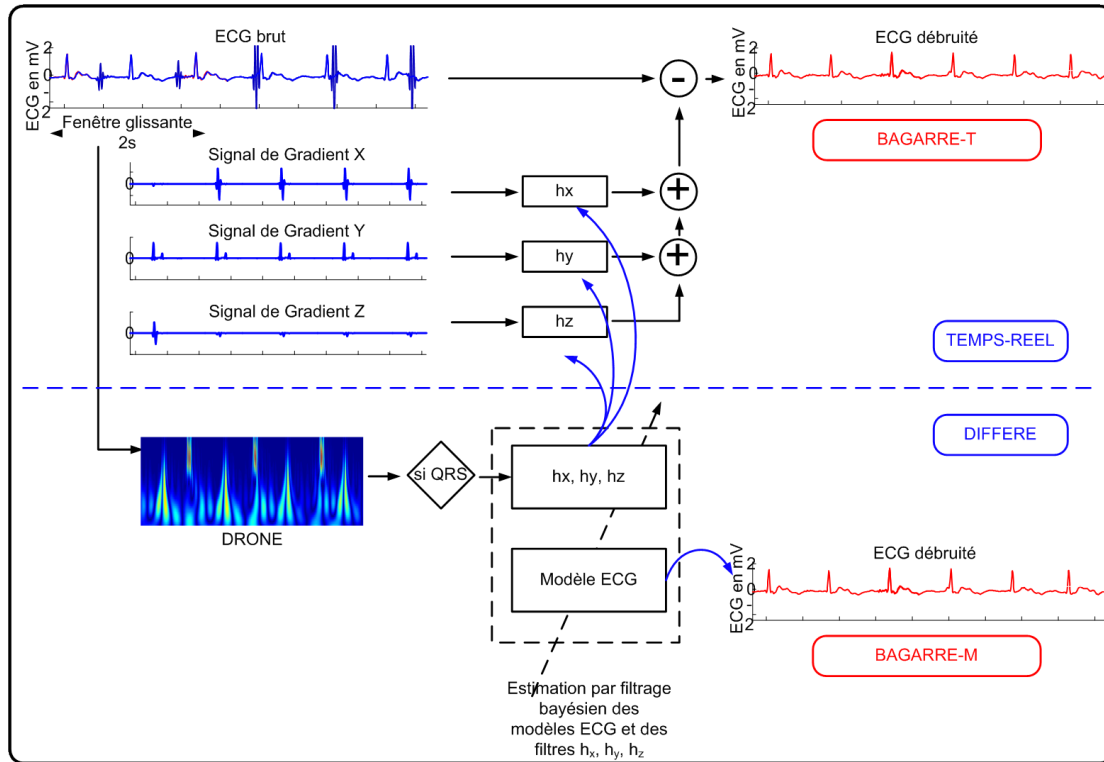 ECG brut
ECG en mV
2
0
2
Fenêtre glissante
2s
Signal de Gradient X
0
Signal de Gradient Y
0
Signal de Gradient Z
0
hx
hy
hz
-
+
+
ECG débruité
ECG en mV
2
0
2
BAGARRE-T
TEMPS-REEL
DIFFERE
DRONE
si QRS
hx, hy, hz
Modèle ECG
Estimation par filtrage
bayésien des
modèles ECG et des
filtres hx, hy, hz
ECG débruité
ECG en mV
2
0
2
BAGARRE-M